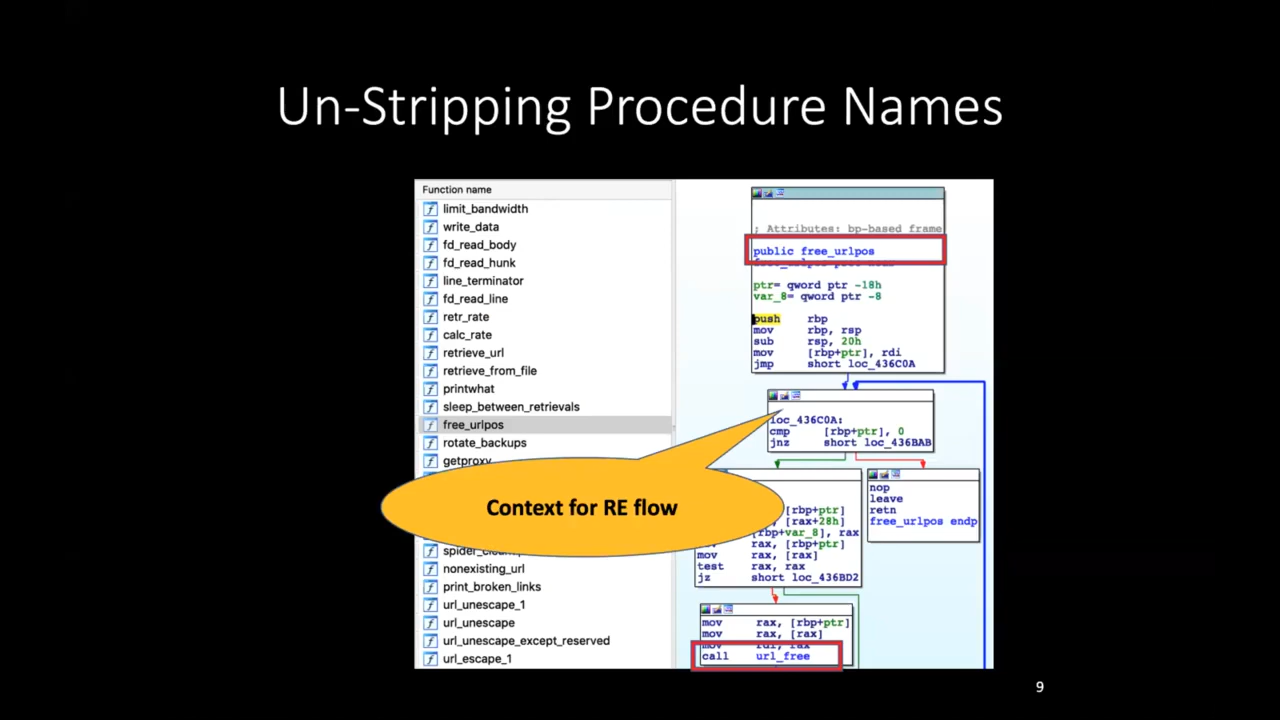 Un-Stripping Procedure Names
Function name
limit_bandwidth
write_data
fd_read_body
fd_read_hunk
line_terminator
fd_read_line
retr_rate
calc_rate
retrieve_url
retrieve_from_file
printwhat
sleep_between_retrievals
free_urlpos
rotate_backups
getproxy
nonexisting_url
print_broken_links
url_unescape_1
url_unescape
url_unescape_except_reserved
url_escape_1
; Attributes: bp-based frame
public free_urlpos
ptr= qword ptr -18h
var_8= qword ptr -8
push rbp
mov rbp, rsp
sub rsp, 20h
mov [rbp+ptr], rdi
jmp short loc_436C0A
loc_436C0A:
cmp [rbp+ptr], 0
jnz short loc_436BAB
Context for RE flow
[rbp+ptr]
[rax+28h]
[rbp+var_8], rax
rax, [rbp+ptr]
mov rax, [rax]
test rax, rax
jz short loc_436BD2
nop
leave
retn
free_urlpos endp
mov rax, [rbp+ptr]
mov rax, [rax]
mov rdi, rax
call url_free
9